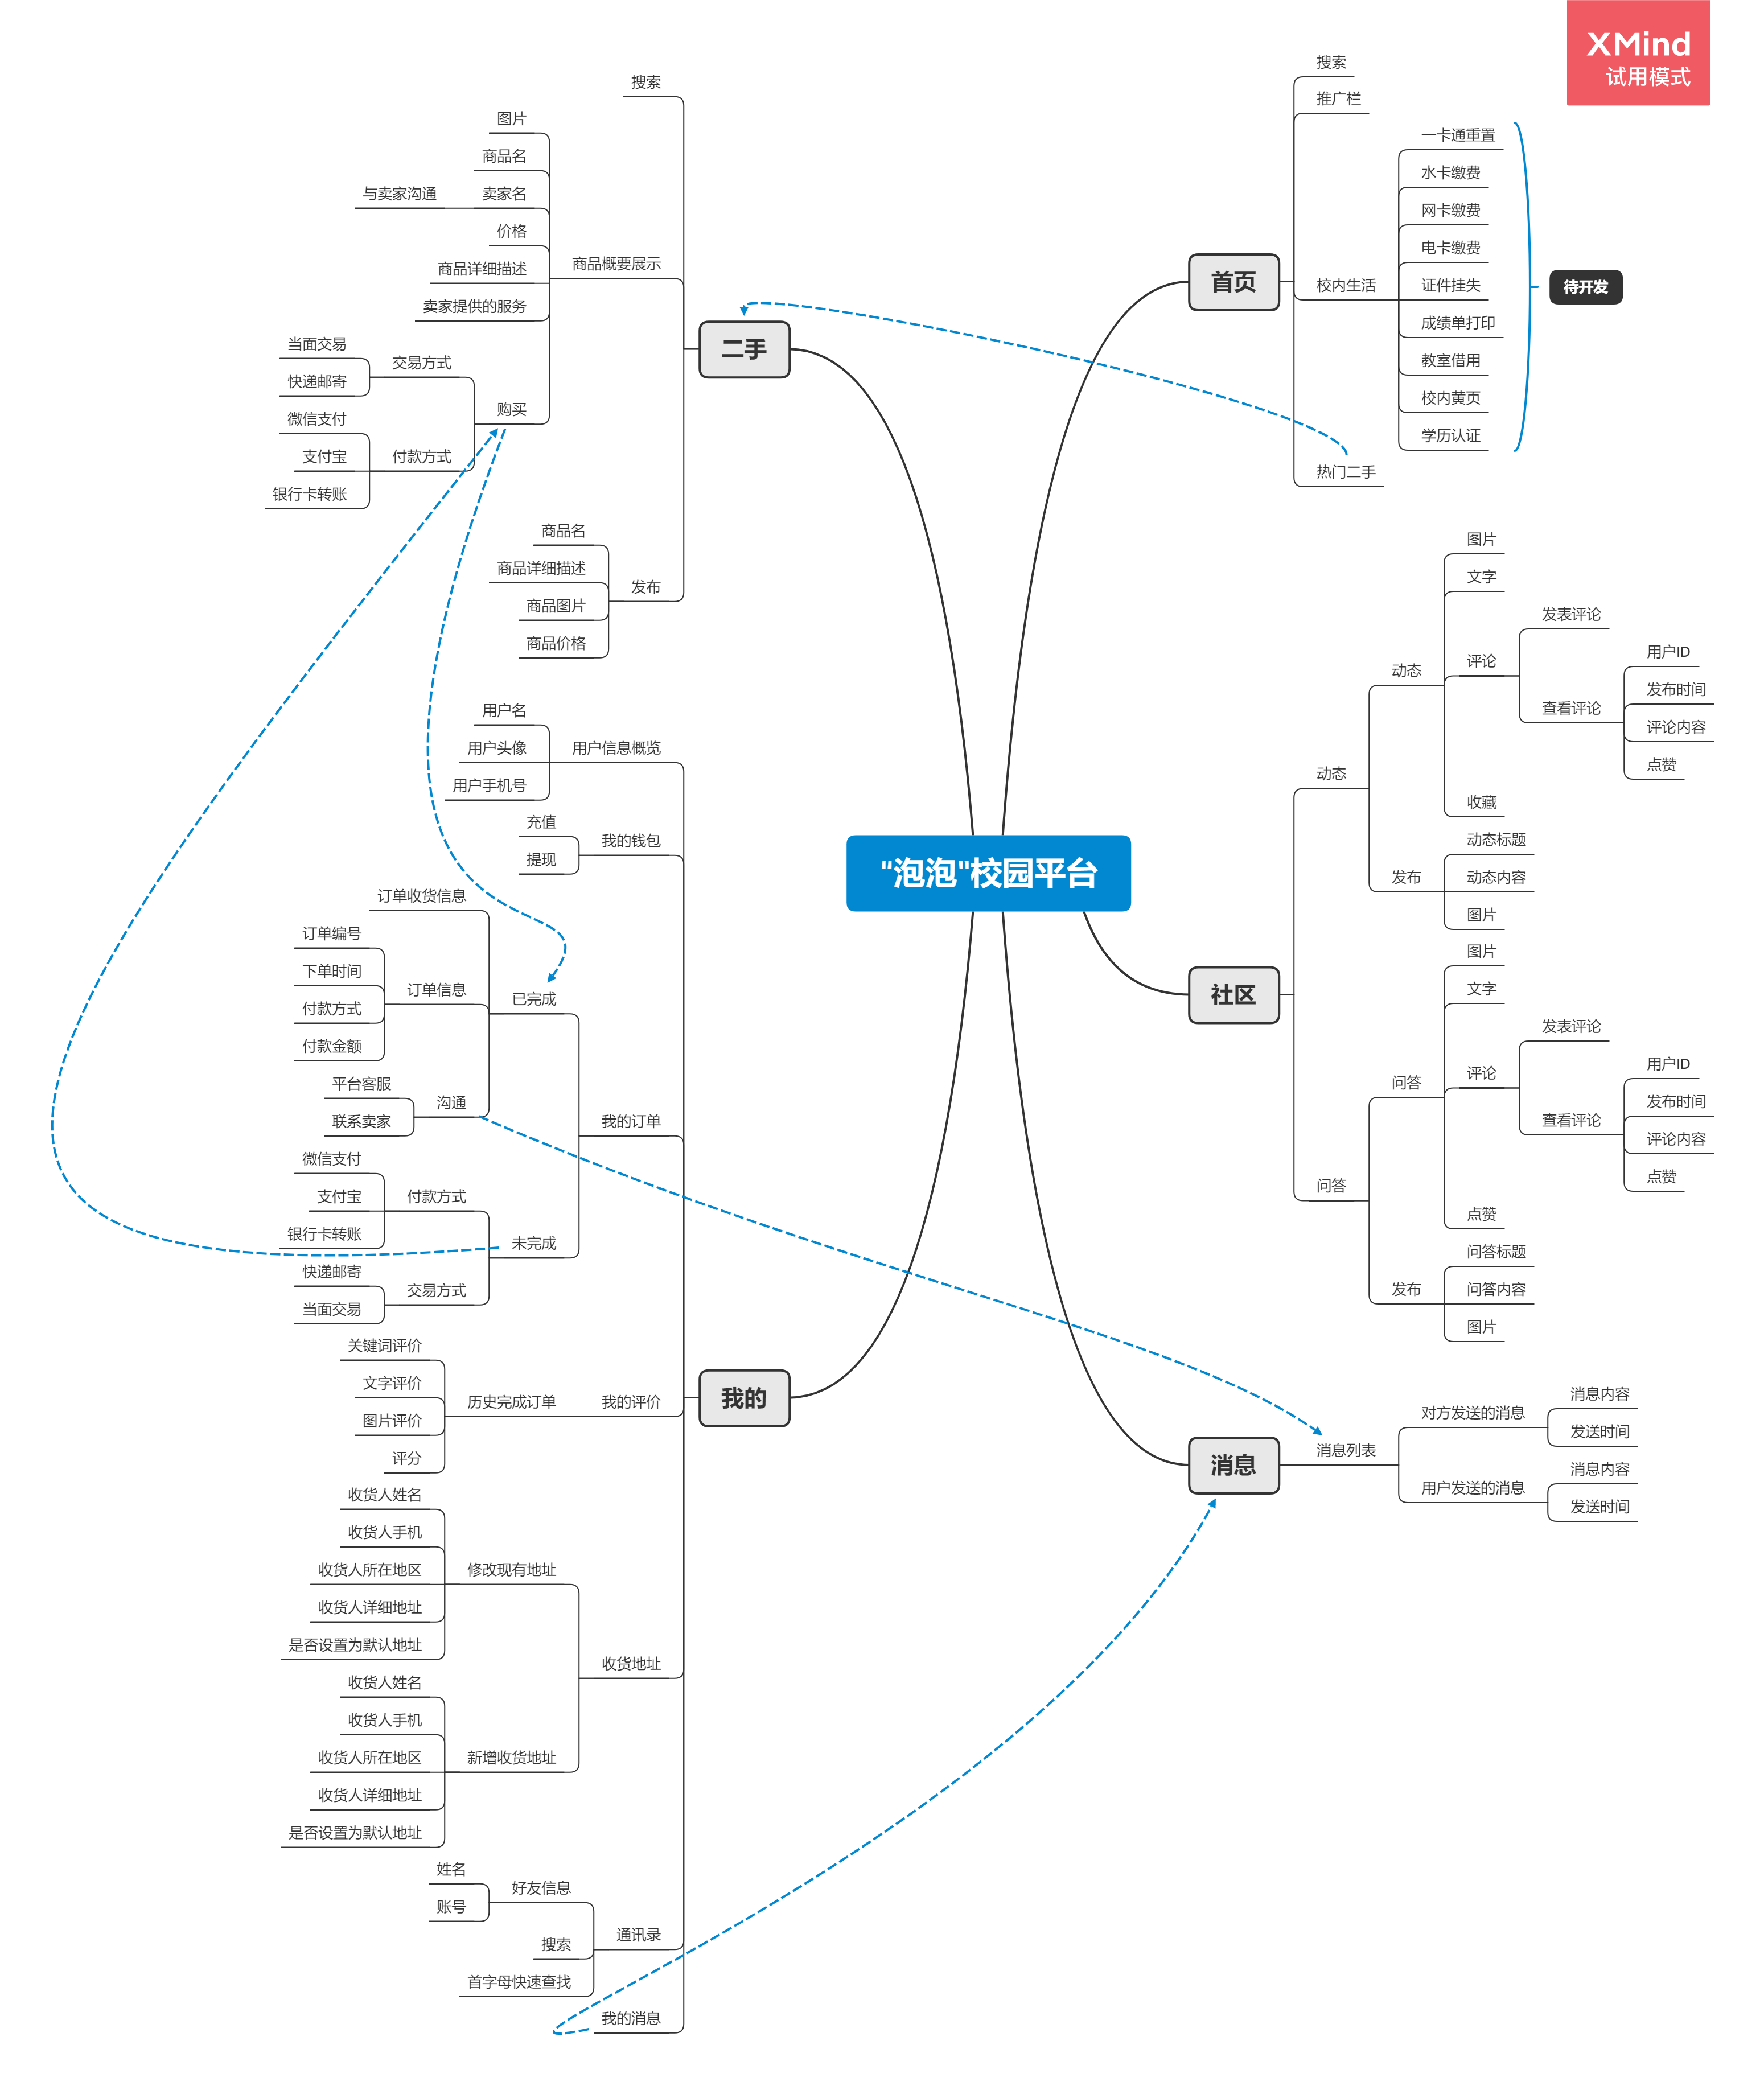 XMind
试用模式
“泡泡"校园平台
首页
搜索
推广栏
校内生活
一卡通重置
水卡缴费
网卡缴费
电卡缴费
证件挂失
成绩单打印
教室借用
校内黄页
学历认证
待开发
热门二手
社区
动态
动态
图片
文字
评论
发表评论
查看评论
用户ID
发布时间
评论内容
点赞
收藏
发布
动态标题
动态内容
图片
问答
问答
图片
文字
评论
发表评论
查看评论
用户ID
发布时间
评论内容
点赞
点赞
发布
问答标题
问答内容
图片
消息
消息列表
对方发送的消息
消息内容
发送时间
用户发送的消息
消息内容
发送时间
二手
搜索
商品概要展示
图片
商品名
卖家名
与卖家沟通
价格
商品详细描述
卖家提供的服务
购买
交易方式
当面交易
快递邮寄
付款方式
微信支付
支付宝
银行卡转账
发布
商品名
商品详细描述
商品图片
商品价格
我的
用户信息概览
用户名
用户头像
用户手机号
我的钱包
充值
提现
我的订单
已完成
订单收货信息
订单信息
订单编号
下单时间
付款方式
付款金额
沟通
平台客服
联系卖家
未完成
付款方式
微信支付
支付宝
银行卡转账
交易方式
快递邮寄
当面交易
我的评价
历史完成订单
关键词评价
文字评价
图片评价
评分
收货地址
修改现有地址
收货人姓名
收货人手机
收货人所在地区
收货人详细地址
是否设置为默认地址
新增收货地址
收货人姓名
收货人手机
收货人所在地区
收货人详细地址
是否设置为默认地址
通讯录
好友信息
姓名
账号
搜索
首字母快速查找
我的消息